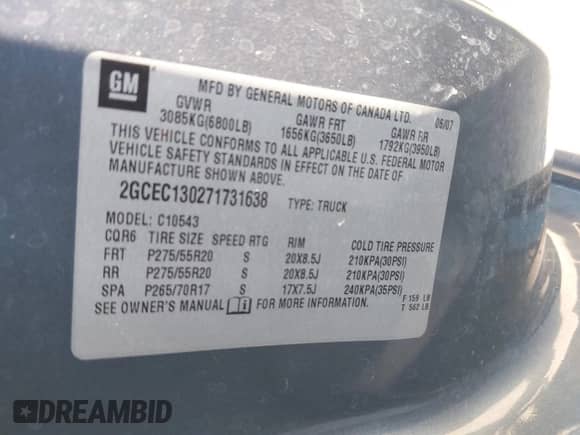 GM
MFD BY GENERAL MOTORS OF CANADA LTD. 06/07
GVWR GAWR FRT GAWR RR
3085KG(6800LB) 1656KG(3650LB) 1792KG(3950LB)
THIS VEHICLE CONFORMS TO ALL APPLICABLE U.S. FEDERAL MOTOR
VEHICLE SAFETY STANDARDS IN EFFECT ON THE DATE OF
MANUFACTURE SHOWN ABOVE.
2GCEC130271731638 TYPE: TRUCK
MODEL: C10543
CQR6 TIRE SIZE SPEED RTG RIM COLD TIRE PRESSURE
FRT P275/55R20 S 20X8.5J 210KPA(30PSI)
RR P275/55R20 S 20X8.5J 210KPA(30PSI)
SPA P265/70R17 S 17X7.5J 240KPA(35PSI)
SEE OWNER'S MANUAL FOR MORE INFORMATION
F 159 LB
T 562 LB
DREAMBID